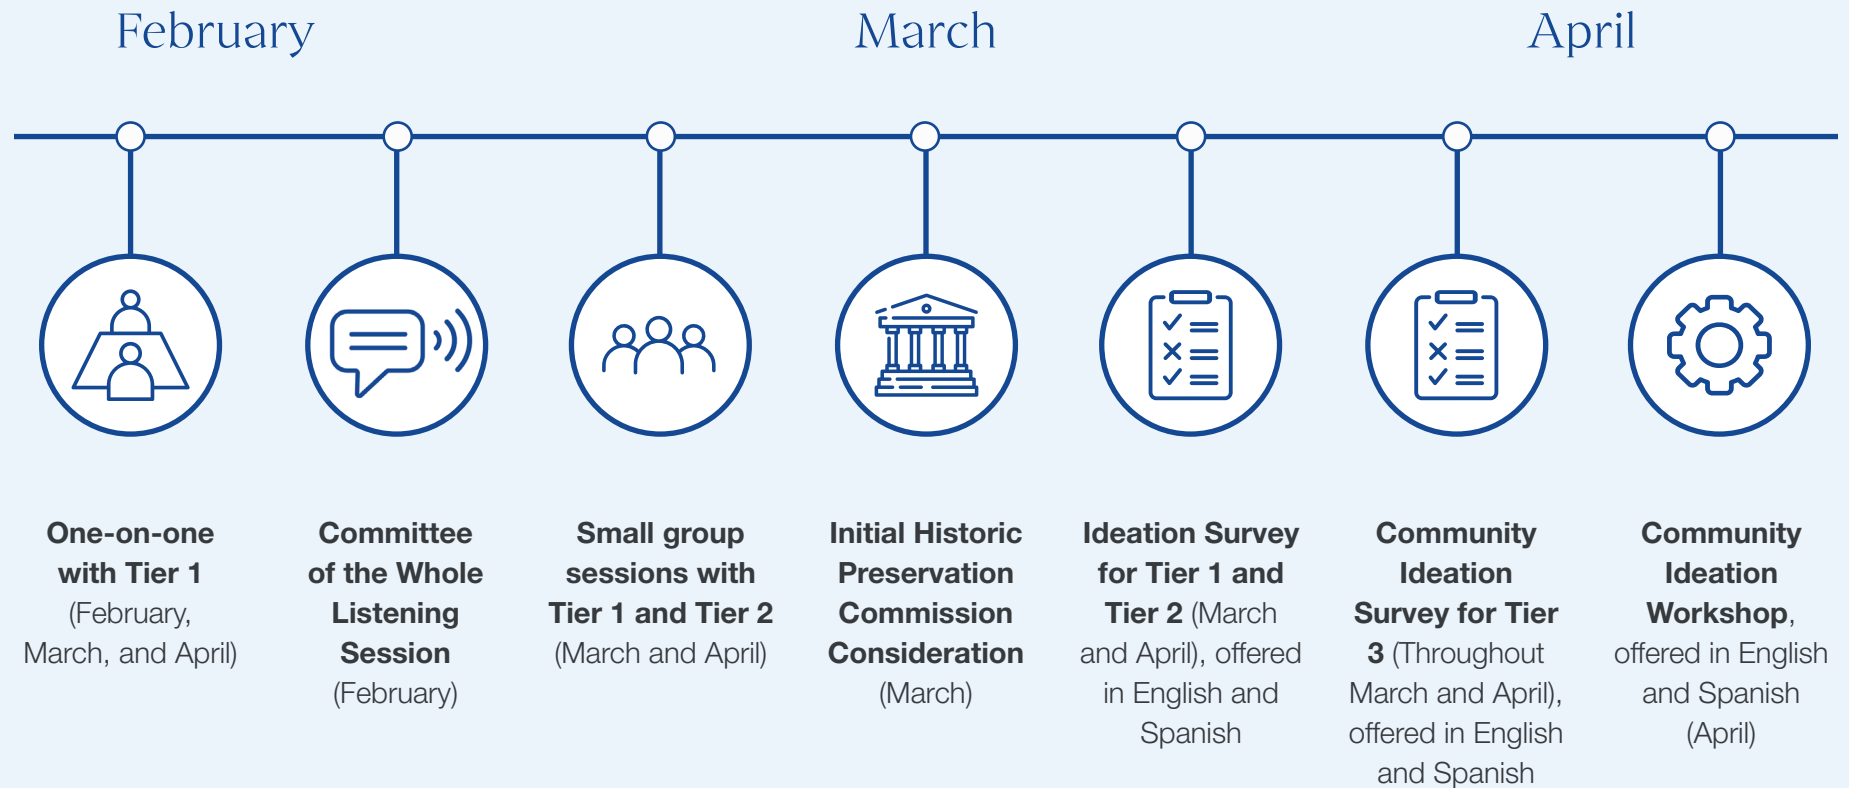 February
March
April
One-on-one
with Tier 1
(February,
March, and April)
Committee
of the Whole
Listening
Session
(February)
Small group
sessions with
Tier 1 and Tier 2
(March and April)
Initial Historic
Preservation
Commission
Consideration
(March)
Ideation Survey
for Tier 1 and
Tier 2 (March
and April), offered
in English and
Spanish
Community
Ideation
Survey for Tier
3 (Throughout
March and April),
offered in English
and Spanish
Community
Ideation
Workshop,
offered in English
and Spanish
(April)